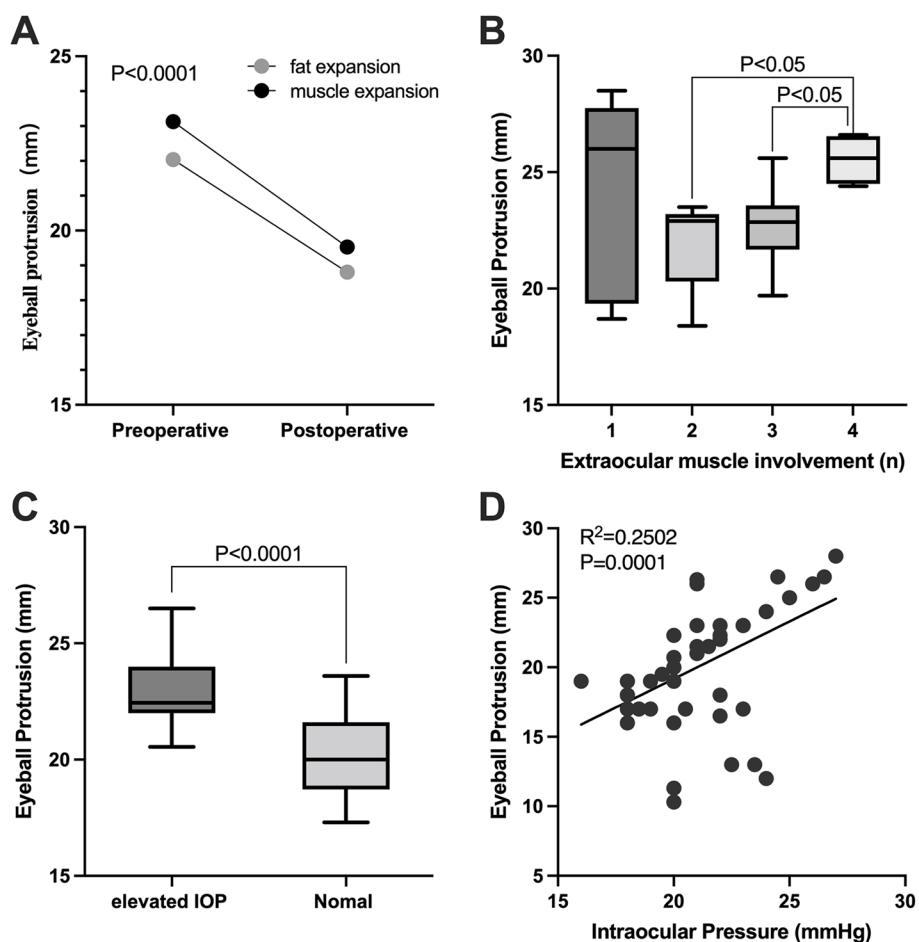 A
25
P<0.0001
fat expansion
muscle expansion
Eyeball protrusion (mm)
20
15
Preoperative
Postoperative
B
30
P<0.05
P<0.05
25
Eyeball Protrusion (mm)
20
15
1 2 3 4
Extraocular muscle involvement (n)
C
30
P<0.0001
25
Eyeball Protrusion (mm)
20
15
elevated IOP
Nomal
D
30
R²=0.2502
P=0.0001
25
20
Eyeball Protrusion (mm)
15
10
5
15 20 25 30
Intraocular Pressure (mmHg)